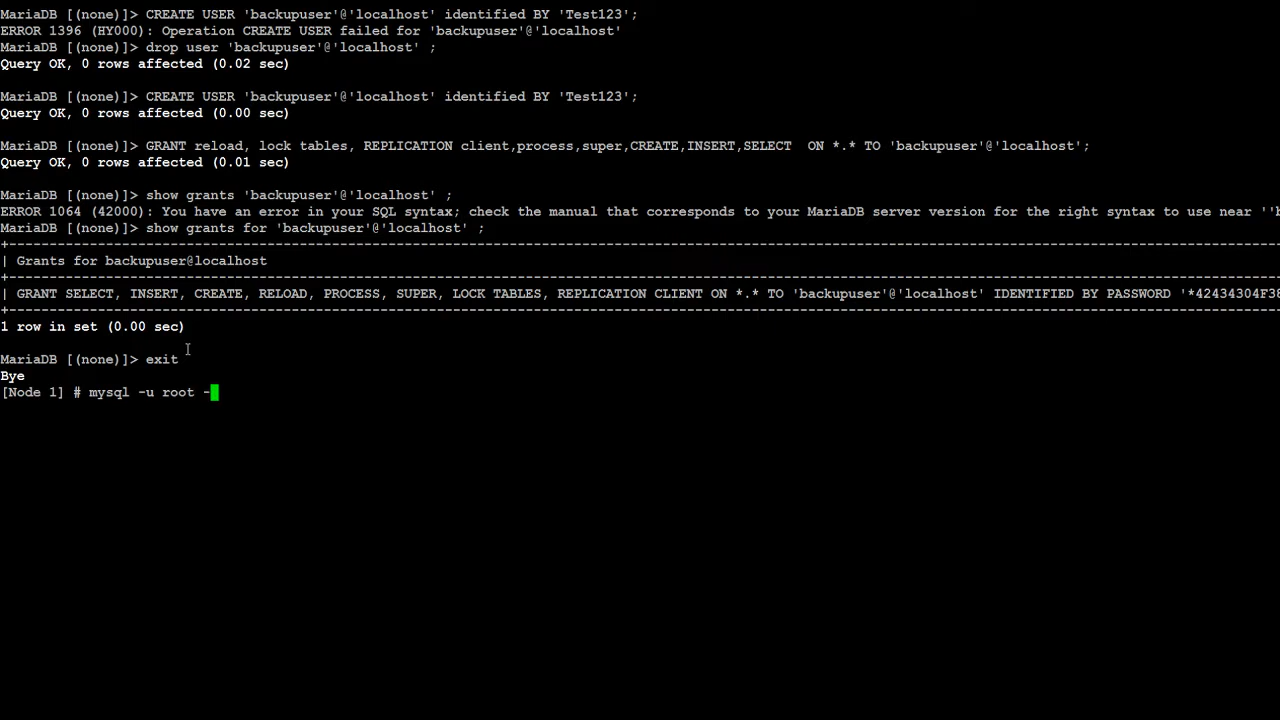 MariaDB [(none)]> CREATE USER 'backupuser'@'localhost' identified BY 'Test123';
ERROR 1396 (HY000): Operation CREATE USER failed for 'backupuser'@'localhost'
MariaDB [(none)]> drop user 'backupuser'@'localhost' ;
Query OK, 0 rows affected (0.02 sec)
MariaDB [(none)]> CREATE USER 'backupuser'@'localhost' identified BY 'Test123';
Query OK, 0 rows affected (0.00 sec)
MariaDB [(none)]> GRANT reload, lock tables, REPLICATION client,process,super,CREATE,INSERT,SELECT  ON *.* TO 'backupuser'@'localhost';
Query OK, 0 rows affected (0.01 sec)
MariaDB [(none)]> show grants 'backupuser'@'localhost' ;
ERROR 1064 (42000): You have an error in your SQL syntax; check the manual that corresponds to your MariaDB server version for the right syntax to use near ''b
MariaDB [(none)]> show grants for 'backupuser'@'localhost' ;
| Grants for backupuser@localhost
| GRANT SELECT, INSERT, CREATE, RELOAD, PROCESS, SUPER, LOCK TABLES, REPLICATION CLIENT ON *.* TO 'backupuser'@'localhost' IDENTIFIED BY PASSWORD '*42434304F38
1 row in set (0.00 sec)
MariaDB [(none)]> exit
Bye
[Node 1] # mysql -u root -